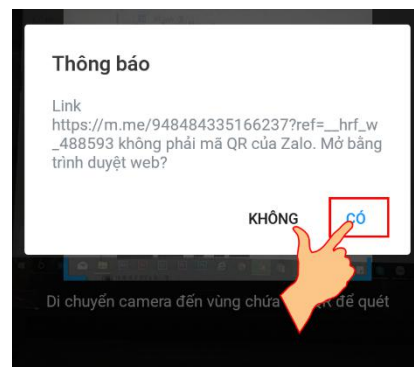 Thông báo
Link
https://m.me/948484335166237?ref=__hrf_w
_488593 không phải mã QR của Zalo. Mở bằng
trình duyệt web?
KHÔNG CÓ
Di chuyển camera đến vùng chứa để quét